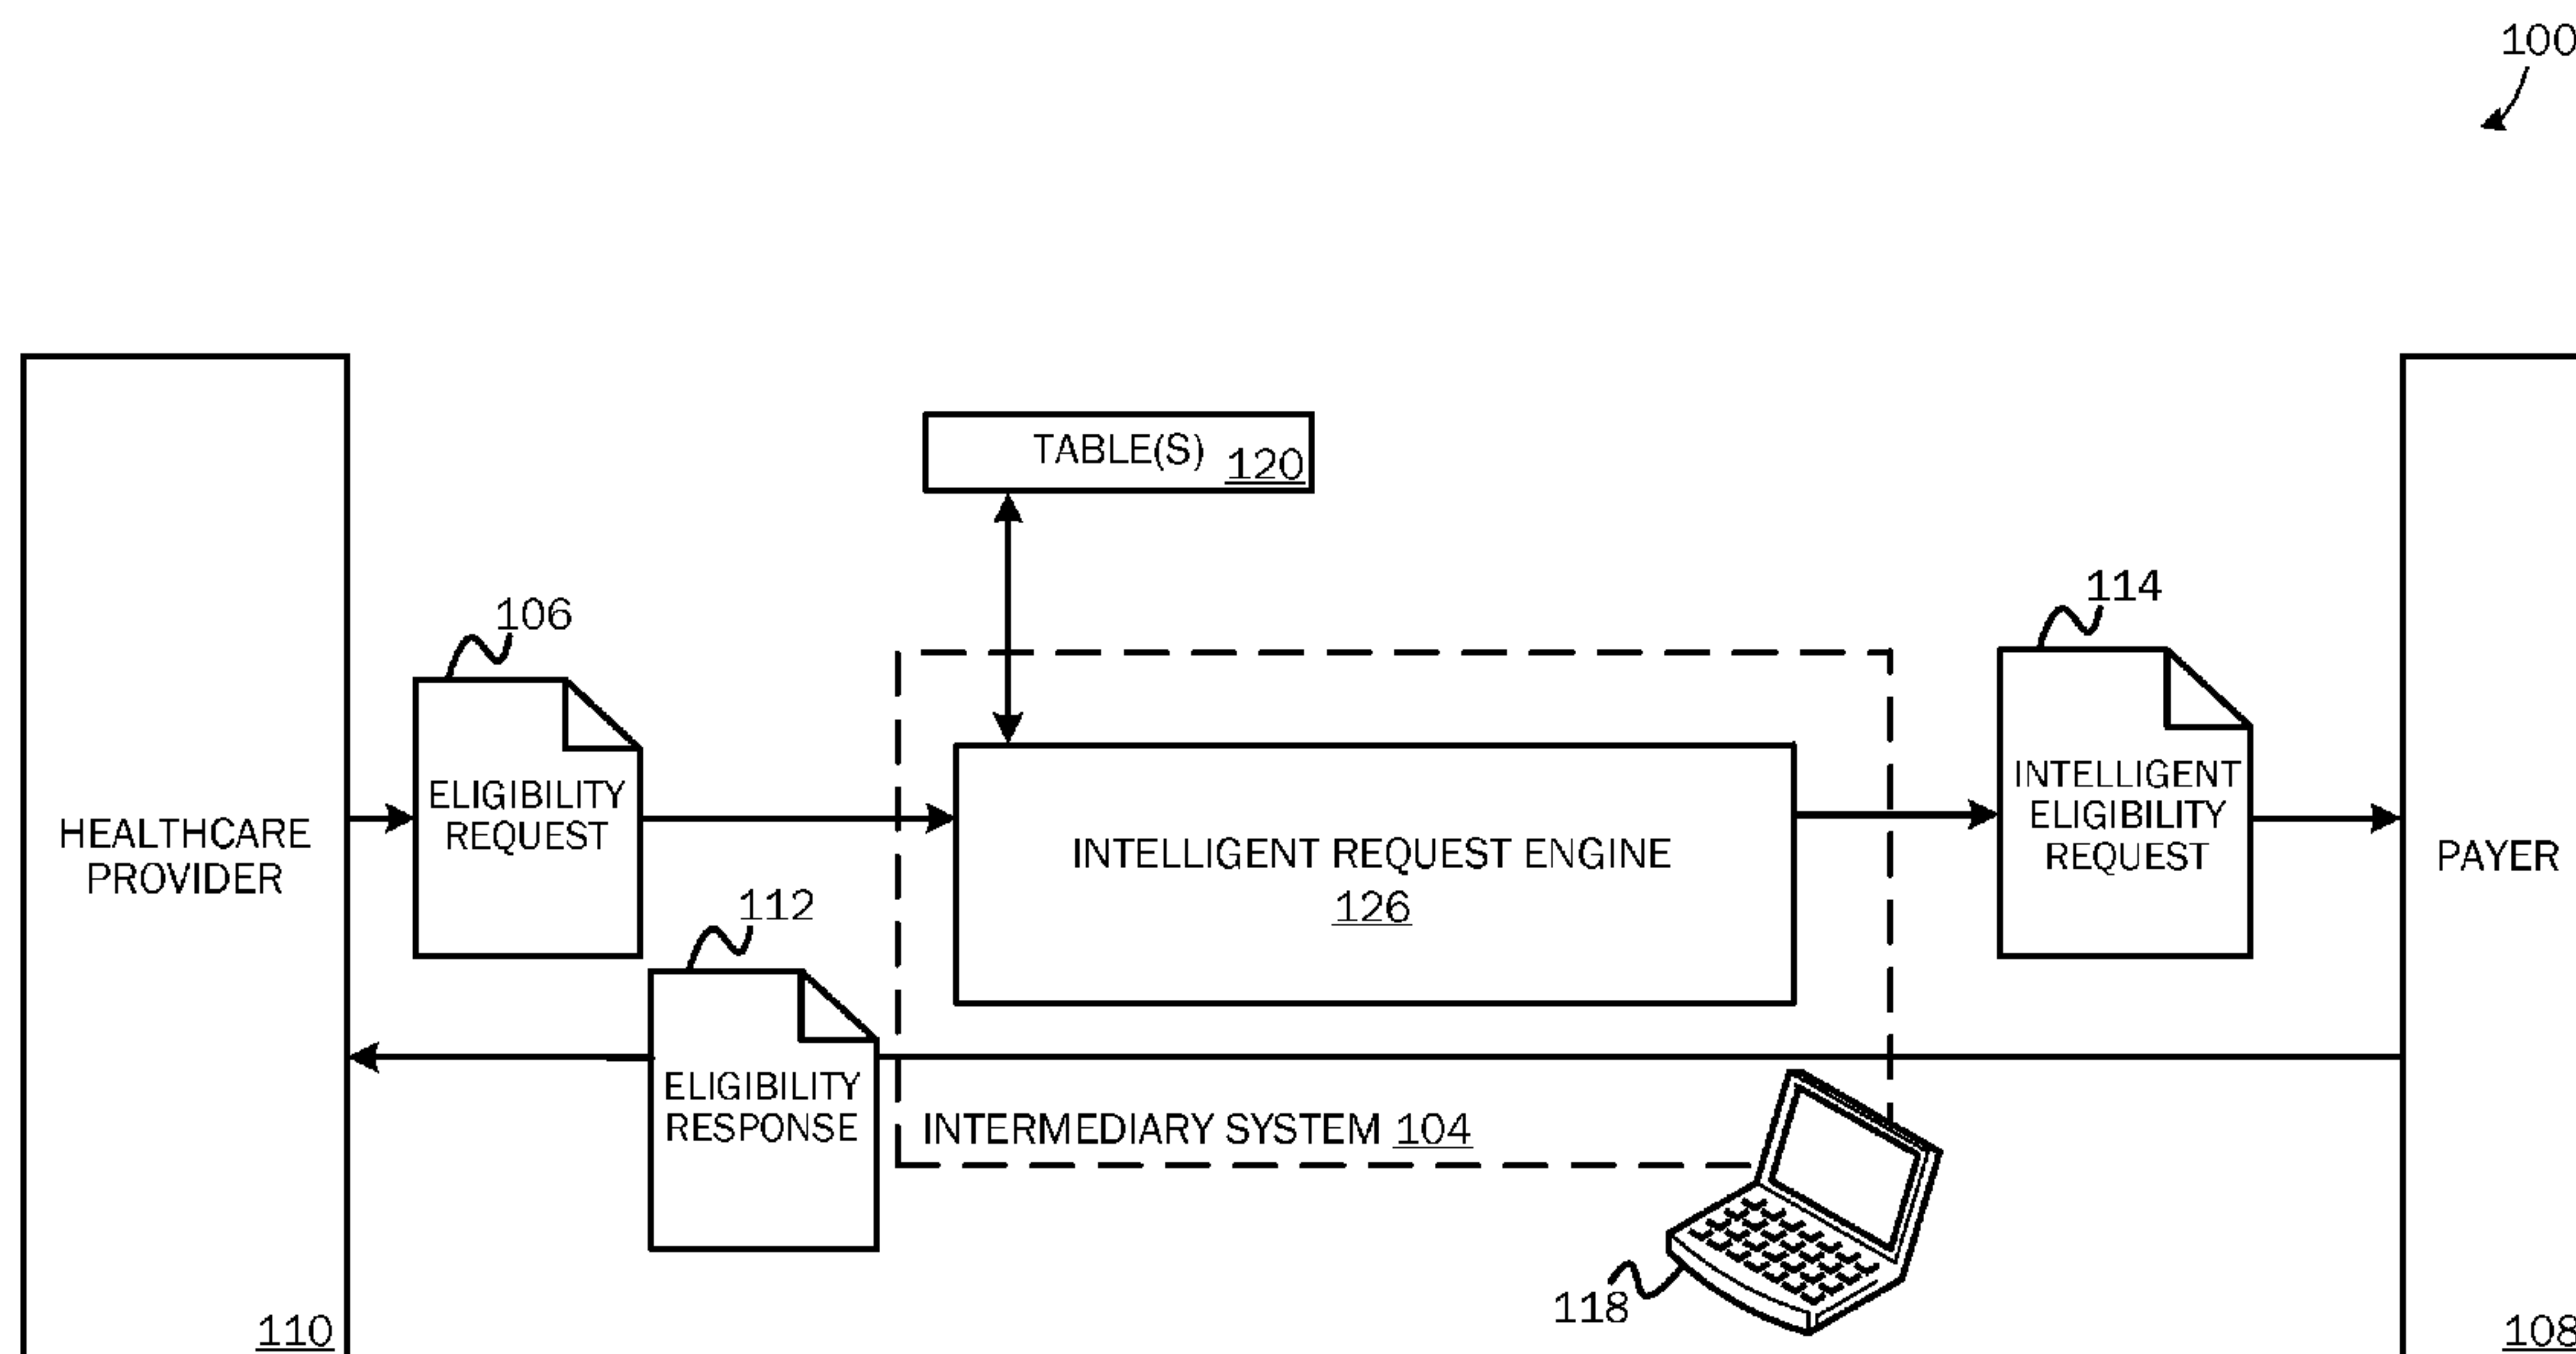 100
TABLE(S) 120
106
114
ELIGIBILITY
REQUEST
INTELLIGENT
ELIGIBILITY
REQUEST
HEALTHCARE
PROVIDER
INTELLIGENT REQUEST ENGINE
126
PAYER
112
ELIGIBILITY
RESPONSE
INTERMEDIARY SYSTEM 104
118
110
108